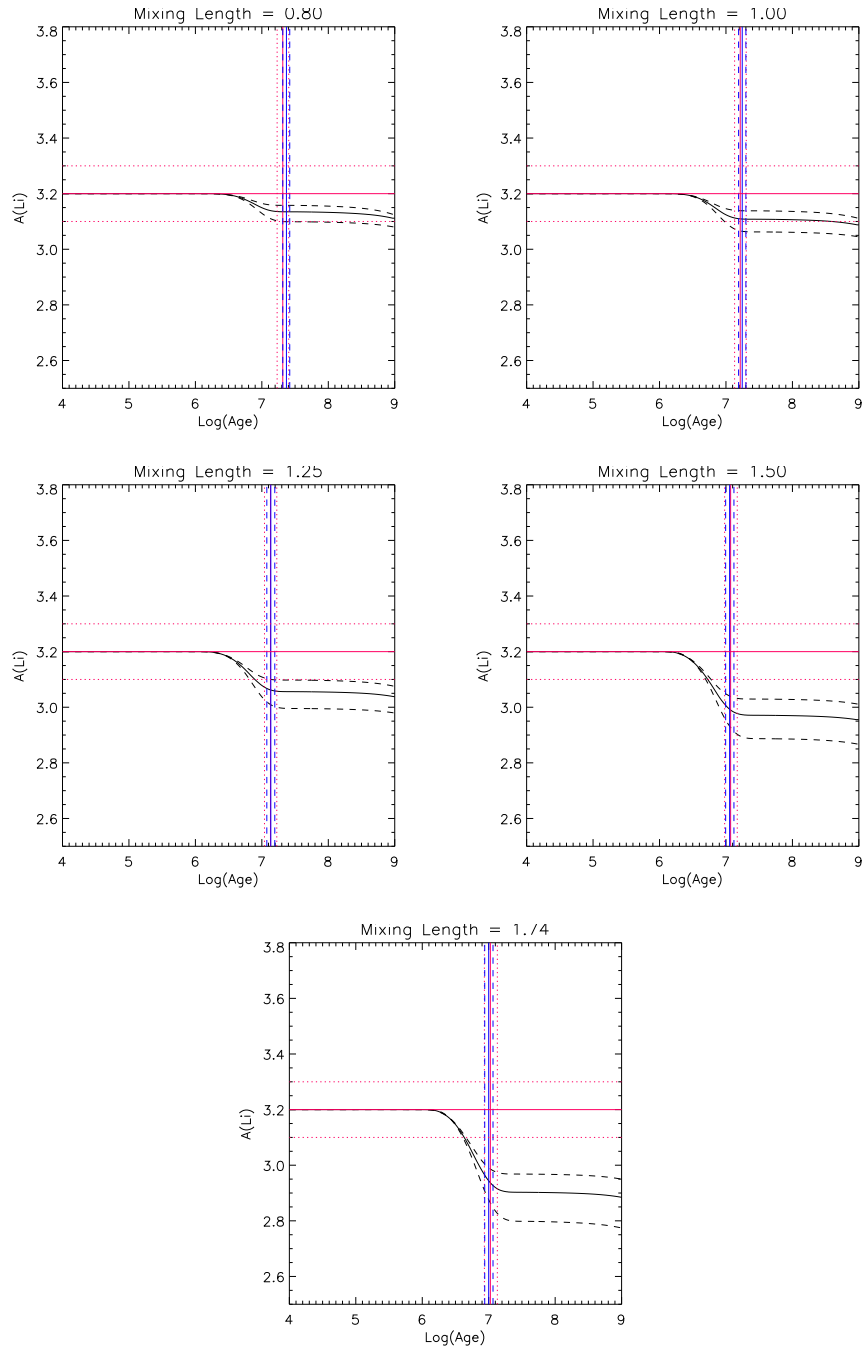 Mixing Length = 0.80
Mixing Length = 1.00
3.8
3.6
3.4
3.2
3.0
2.8
2.6
A(Li)
4 5 6 7 8 9
Log(Age)
3.8
3.6
3.4
3.2
3.0
2.8
2.6
A(Li)
4 5 6 7 8 9
Log(Age)
Mixing Length = 1.25
Mixing Length = 1.50
3.8
3.6
3.4
3.2
3.0
2.8
2.6
A(Li)
4 5 6 7 8 9
Log(Age)
3.8
3.6
3.4
3.2
3.0
2.8
2.6
A(Li)
4 5 6 7 8 9
Log(Age)
Mixing Length = 1.74
3.8
3.6
3.4
3.2
3.0
2.8
2.6
A(Li)
4 5 6 7 8 9
Log(Age)